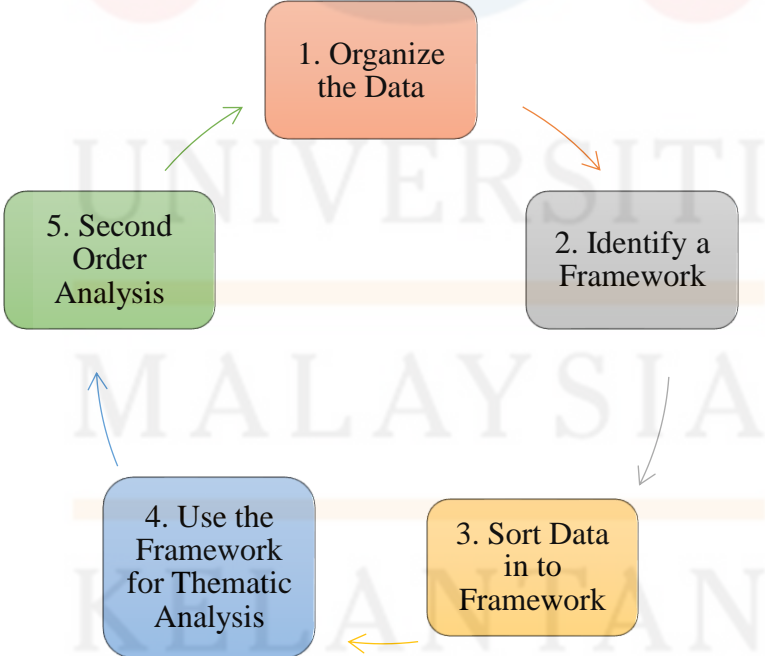 1. Organize
the Data
2. Identify a
Framework
3. Sort Data
in to
Framework
4. Use the
Framework
for Thematic
Analysis
5. Second
Order
Analysis
UNIVERSITI
MALAYSIA
KELANTAN